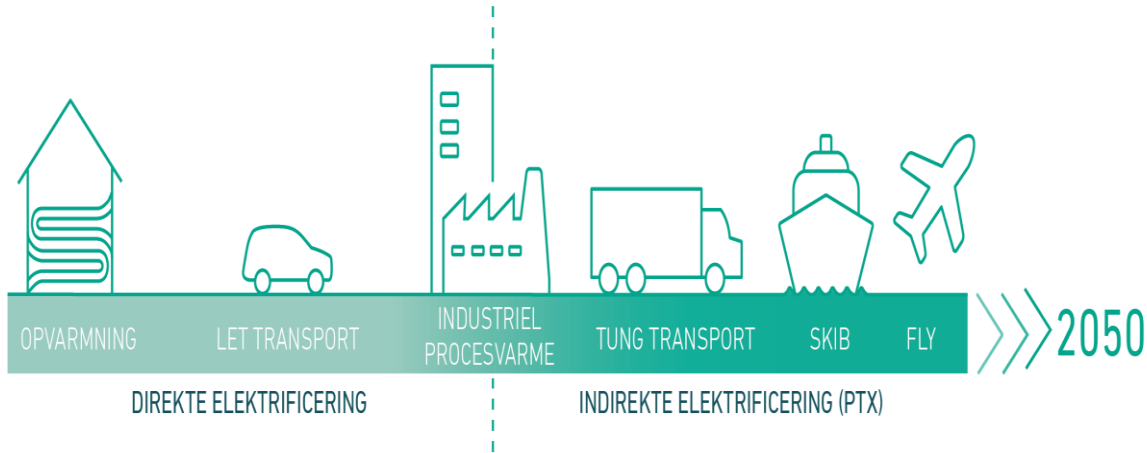 OPVARMNING
LET TRANSPORT
INDUSTRIEL
PROCESVARME
TUNG TRANSPORT
SKIB
FLY
2050
DIREKTE ELEKTRIFICERING
INDIREKTE ELEKTRIFICERING (PTX)